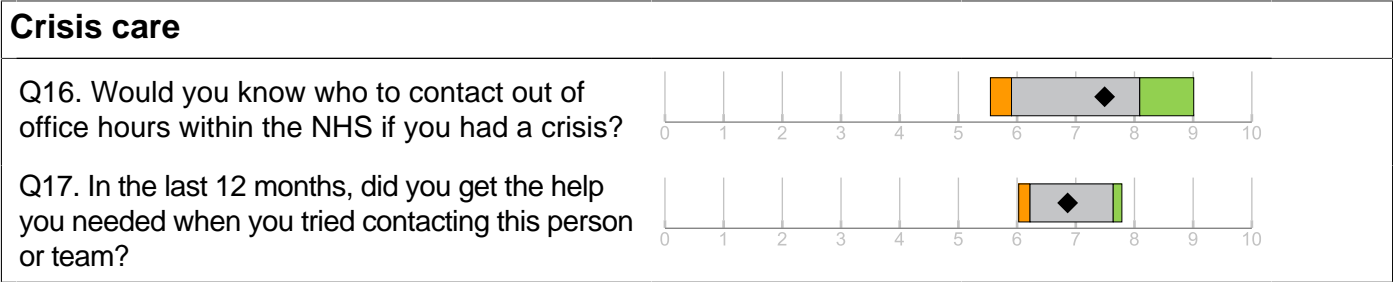 Crisis care
Q16. Would you know who to contact out of
office hours within the NHS if you had a crisis?
0 1 2 3 4 5 6 7 8 9 10
Q17. In the last 12 months, did you get the help
you needed when you tried contacting this person
or team?
0 1 2 3 4 5 6 7 8 9 10